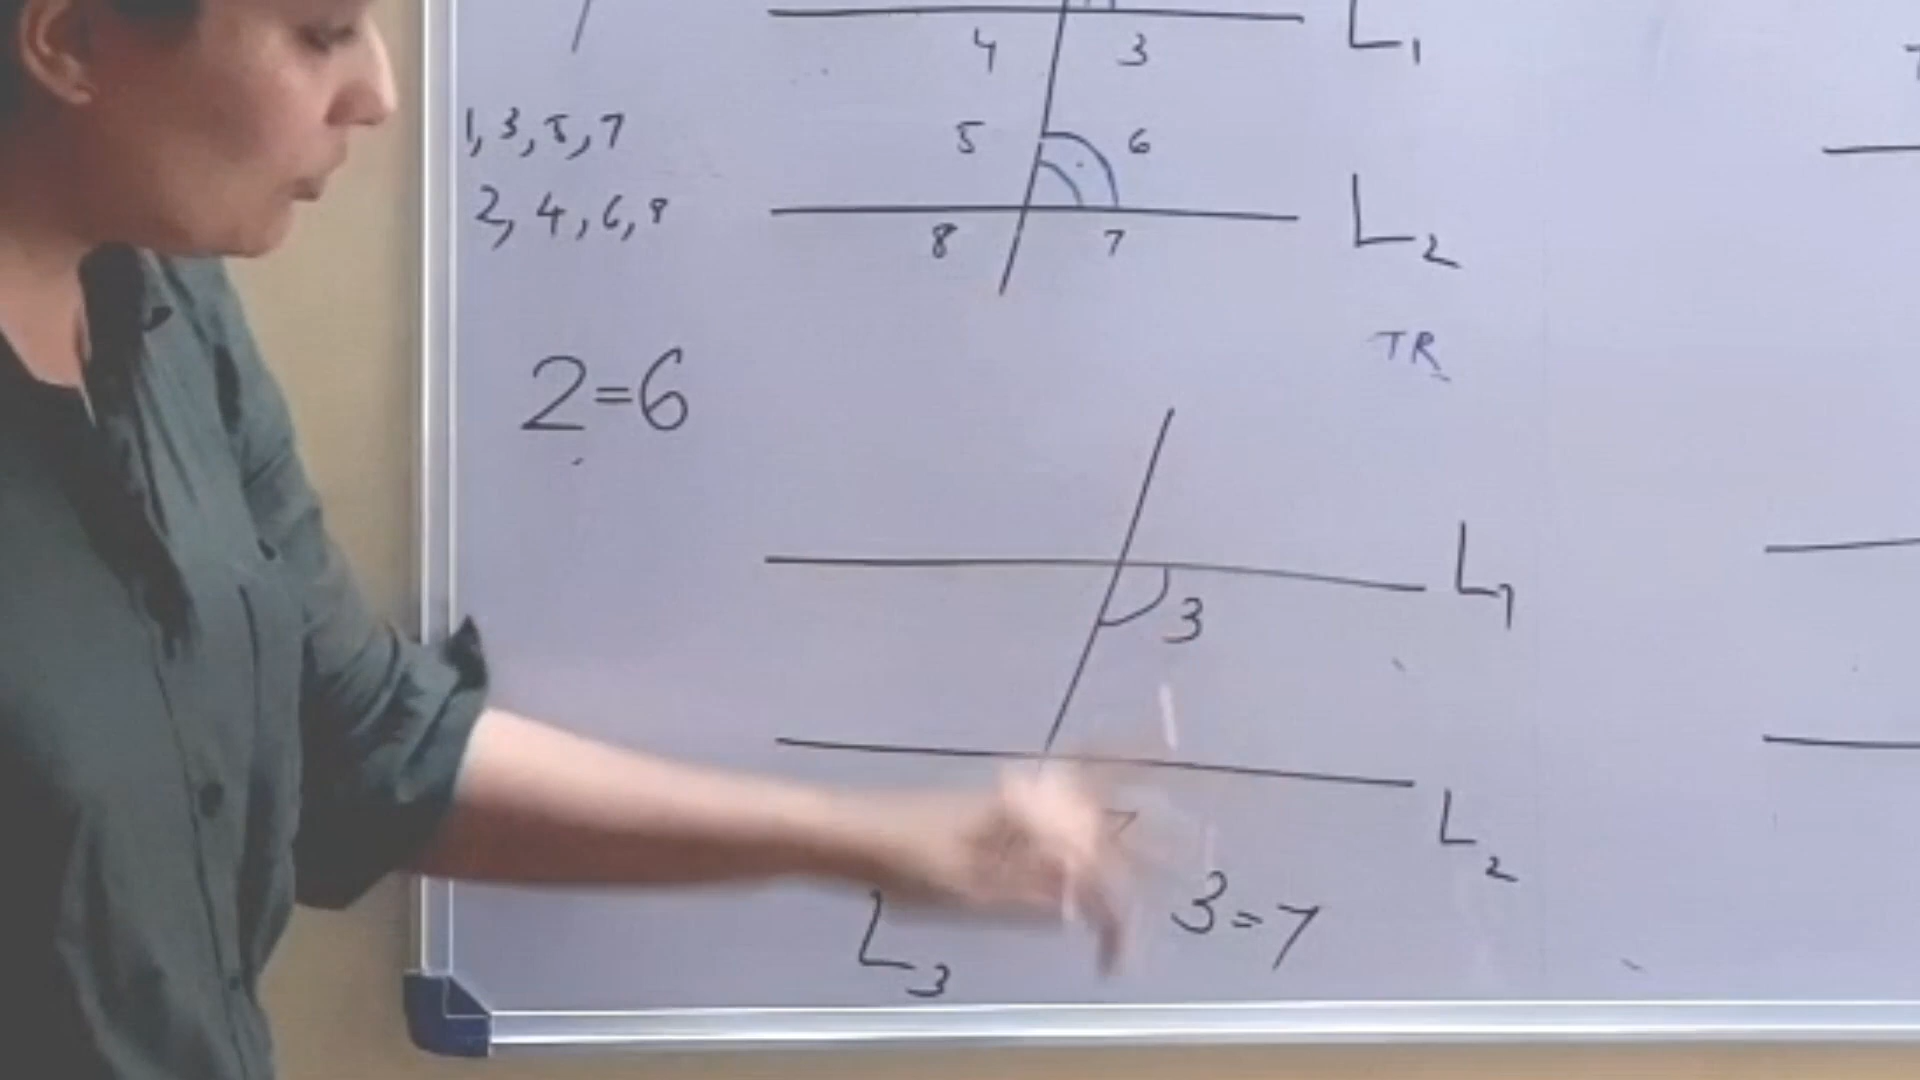 L1
4 3
1, 3, 5, 7
5 6
2, 4, 6, 8
L2
8 7
TR
2=6
L1
3
L2
7
3=7
L3